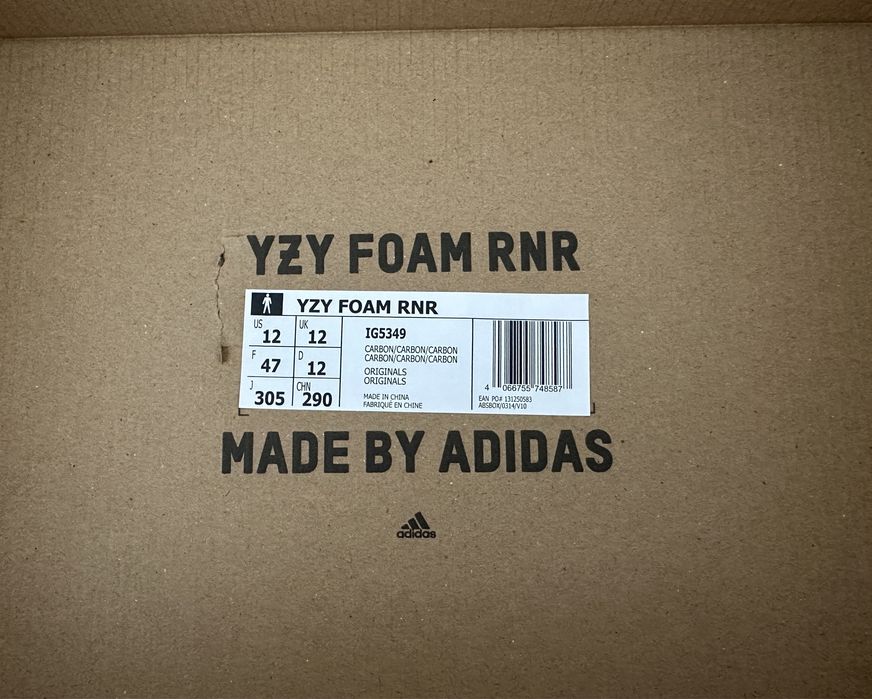 YZY FOAM RNR
YZY FOAM RNR
US 12 UK 12
F 47 D 12
J 305 CHN 290
IG5349
CARBON/CARBON/CARBON
CARBON/CARBON/CARBON
ORIGINALS
ORIGINALS
MADE IN CHINA
FABRIQUÉ EN CHINE
4 066755 748587
EAN PO# 131250583
ABSBOX/0314/V10
MADE BY ADIDAS
adidas